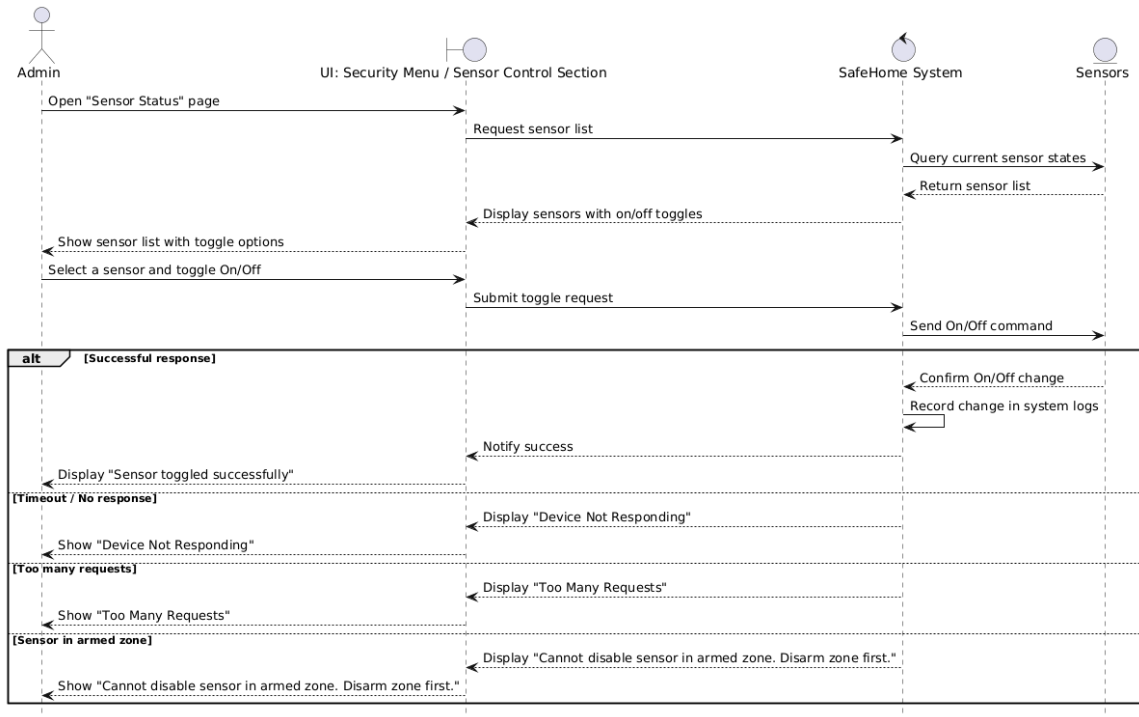 Admin
UI: Security Menu / Sensor Control Section
SafeHome System
Sensors
Open "Sensor Status" page
Request sensor list
Query current sensor states
Return sensor list
Display sensors with on/off toggles
Show sensor list with toggle options
Select a sensor and toggle On/Off
Submit toggle request
Send On/Off command
alt [Successful response]
Confirm On/Off change
Record change in system logs
Notify success
Display "Sensor toggled successfully"
[Timeout / No response]
Display "Device Not Responding"
Show "Device Not Responding"
[Too many requests]
Display "Too Many Requests"
Show "Too Many Requests"
[Sensor in armed zone]
Display "Cannot disable sensor in armed zone. Disarm zone first."
Show "Cannot disable sensor in armed zone. Disarm zone first."